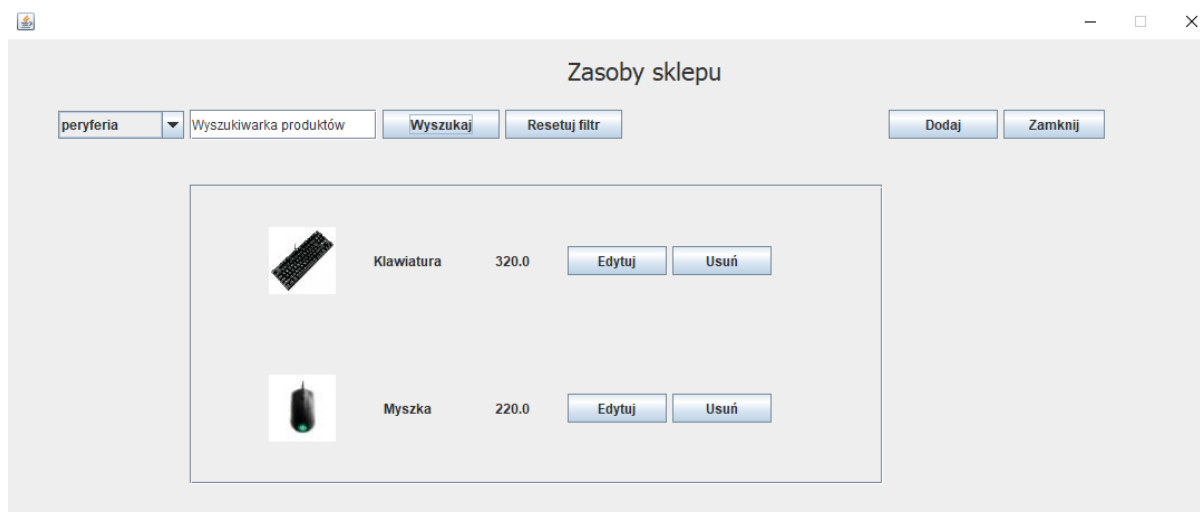 Zasoby sklepu
peryferia Wyszukiwarka produktów Wyszukaj Resetuj filtr Dodaj Zamknij
Klawiatura 320.0 Edytuj Usuń
Myszka 220.0 Edytuj Usuń